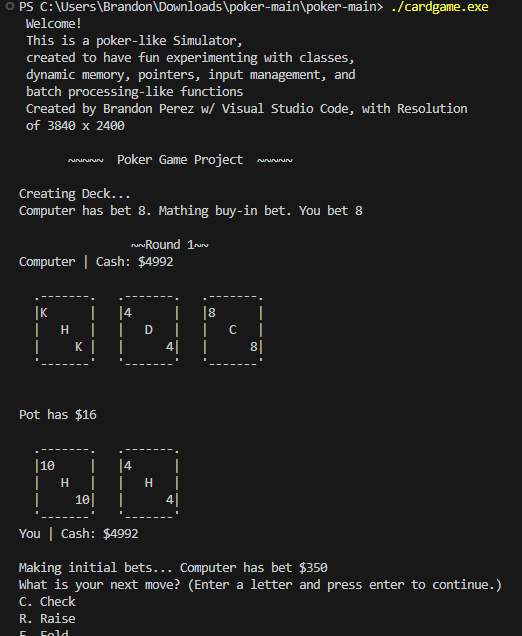 PS C:\Users\Brandon\Downloads\poker-main\poker-main> ./cardgame.exe
Welcome!
This is a poker-like Simulator,
created to have fun experimenting with classes,
dynamic memory, pointers, input management, and
batch processing-like functions
Created by Brandon Perez w/ Visual Studio Code, with Resolution
of 3840 x 2400
~~~~~ Poker Game Project ~~~~~
Creating Deck...
Computer has bet 8. Mathing buy-in bet. You bet 8
~~Round 1~~
Computer | Cash: $4992
.-------. .-------. .-------.
|K | |4 | |8 |
| H | | D | | C |
| K | | 4| | 8|
'-------' '-------' '-------'
Pot has $16
.-------. .-------.
|10 | |4 |
| H | | H |
| 10| | 4|
'-------' '-------'
You | Cash: $4992
Making initial bets... Computer has bet $350
What is your next move? (Enter a letter and press enter to continue.)
C. Check
R. Raise
F. Fold